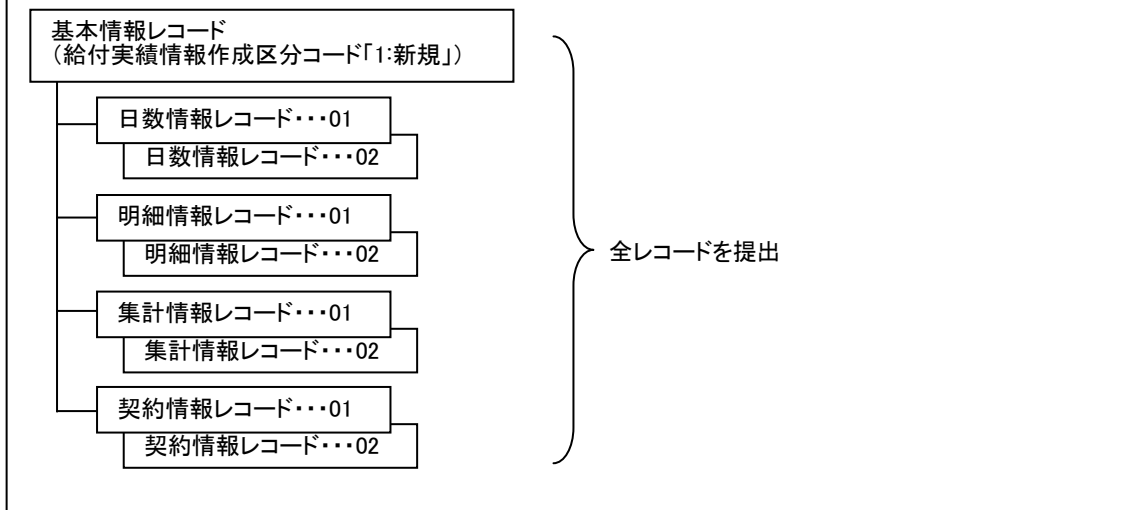 基本情報レコード
(給付実績情報作成区分コード「1:新規」)
日数情報レコード・・・01
日数情報レコード・・・02
明細情報レコード・・・01
明細情報レコード・・・02
全レコードを提出
集計情報レコード・・・01
集計情報レコード・・・02
契約情報レコード・・・01
契約情報レコード・・・02